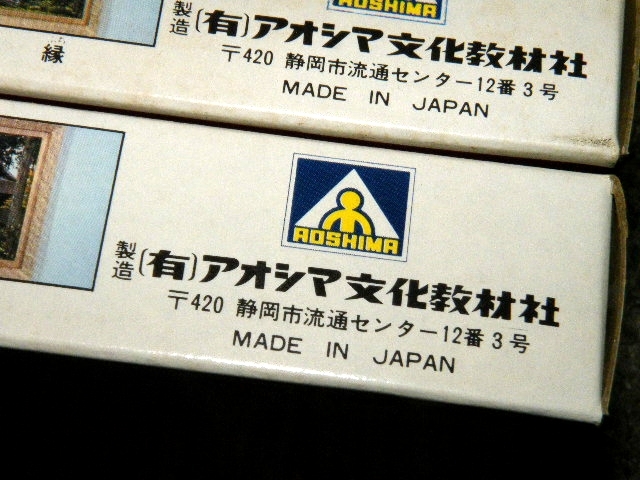 AOSHIMA
縁
製造 (有)アオシマ文化教材社
〒420 静岡市流通センター12番3号
MADE IN JAPAN
AOSHIMA
製造 (有)アオシマ文化教材社
〒420 静岡市流通センター12番3号
MADE IN JAPAN